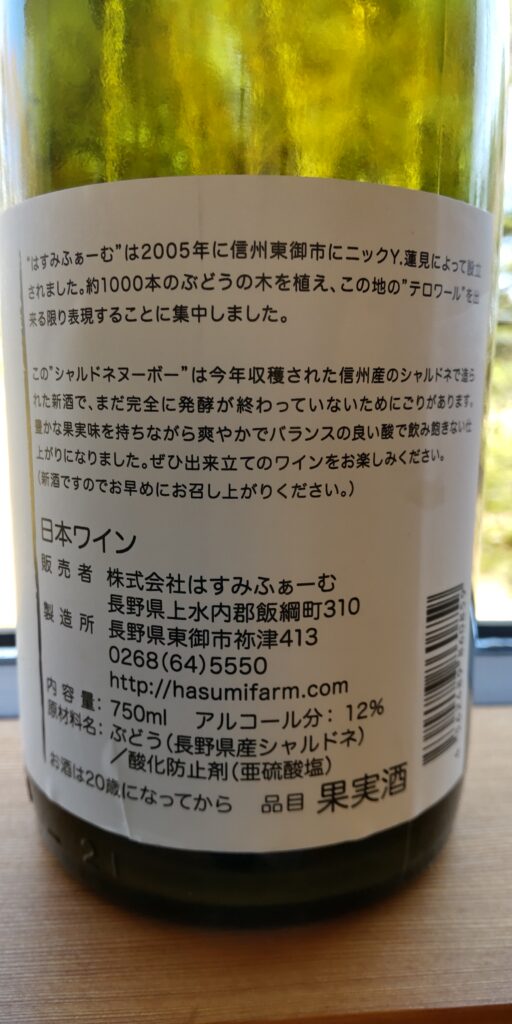 "はすみふぁーむ"は2005年に信州東御市にニックY.蓮見によって設立
されました。約1000本のぶどうの木を植え、この地の"テロワール"を出
来る限り表現することに集中しました。
この"シャルドネヌーボー"は今年収穫された信州産のシャルドネで造ら
れた新酒で、まだ完全に発酵が終わっていないためにごりがあります。
豊かな果実味を持ちながら爽やかでバランスの良い酸で飲み飽きない仕
上がりになりました。ぜひ出来立てのワインをお楽しみください。
(新酒ですのでお早めにお召し上がりください。)
日本ワイン
販売者 株式会社はすみふぁーむ
長野県上水内郡飯綱町310
製造所 長野県東御市祢津413
0268(64)5550
http://hasumifarm.com
内容量: 750ml アルコール分: 12%
原材料名: ぶどう(長野県産シャルドネ)
/酸化防止剤(亜硫酸塩)
お酒は20歳になってから 品目 果実酒